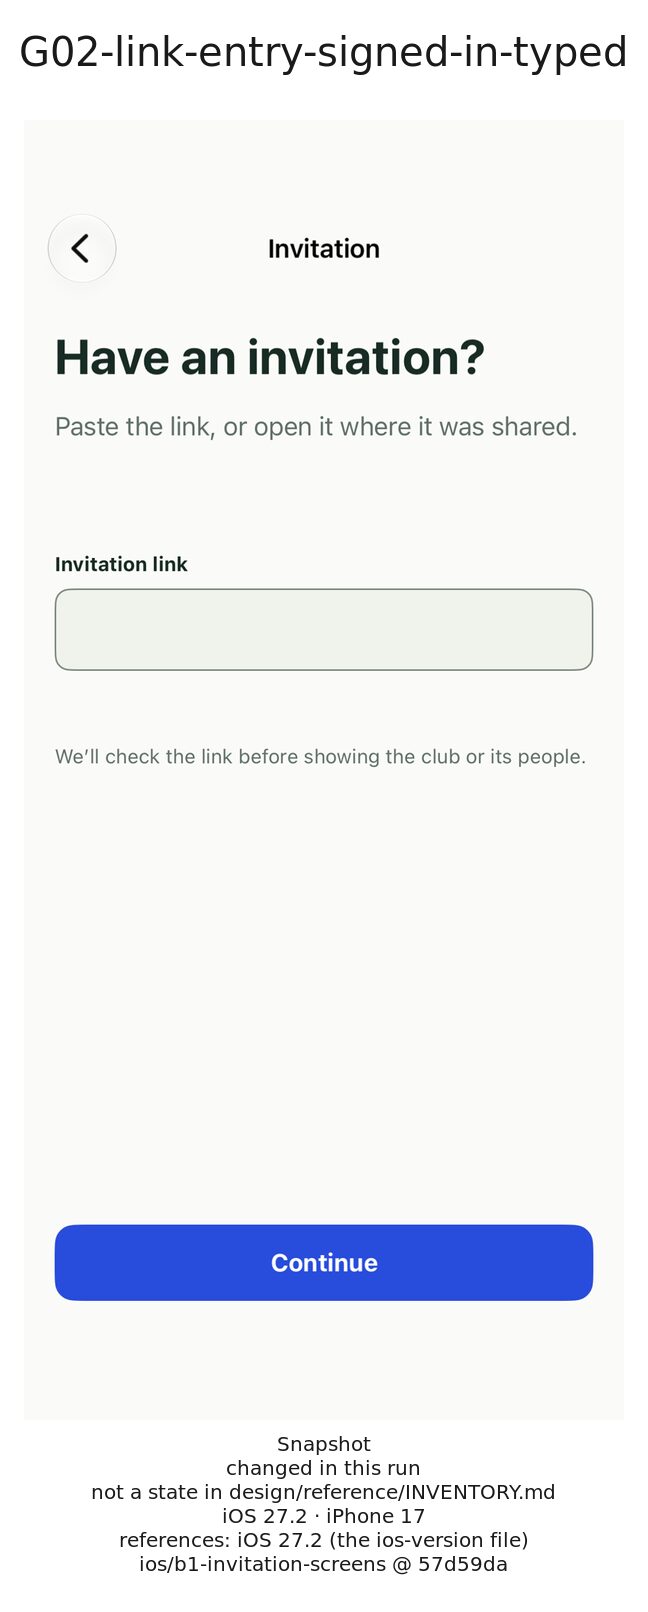 G02-link-entry-signed-in-typed
Invitation
Have an invitation?
Paste the link, or open it where it was shared.
Invitation link
We’ll check the link before showing the club or its people.
Continue
Snapshot
changed in this run
not a state in design/reference/INVENTORY.md
iOS 27.2 · iPhone 17
references: iOS 27.2 (the ios-version file)
ios/b1-invitation-screens @ 57d59da